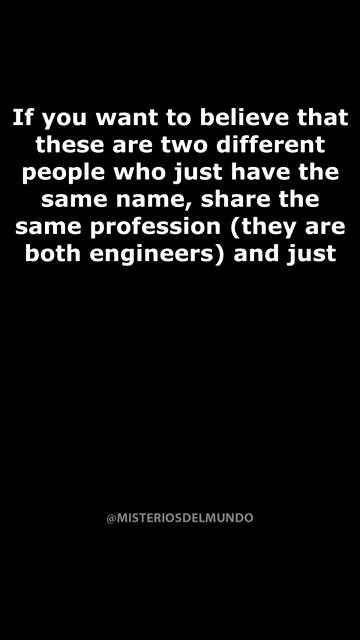 If you want to believe that
these are two different
people who just have the
same name, share the
same profession (they are
both engineers) and just
@MISTERIOSDELMUNDO